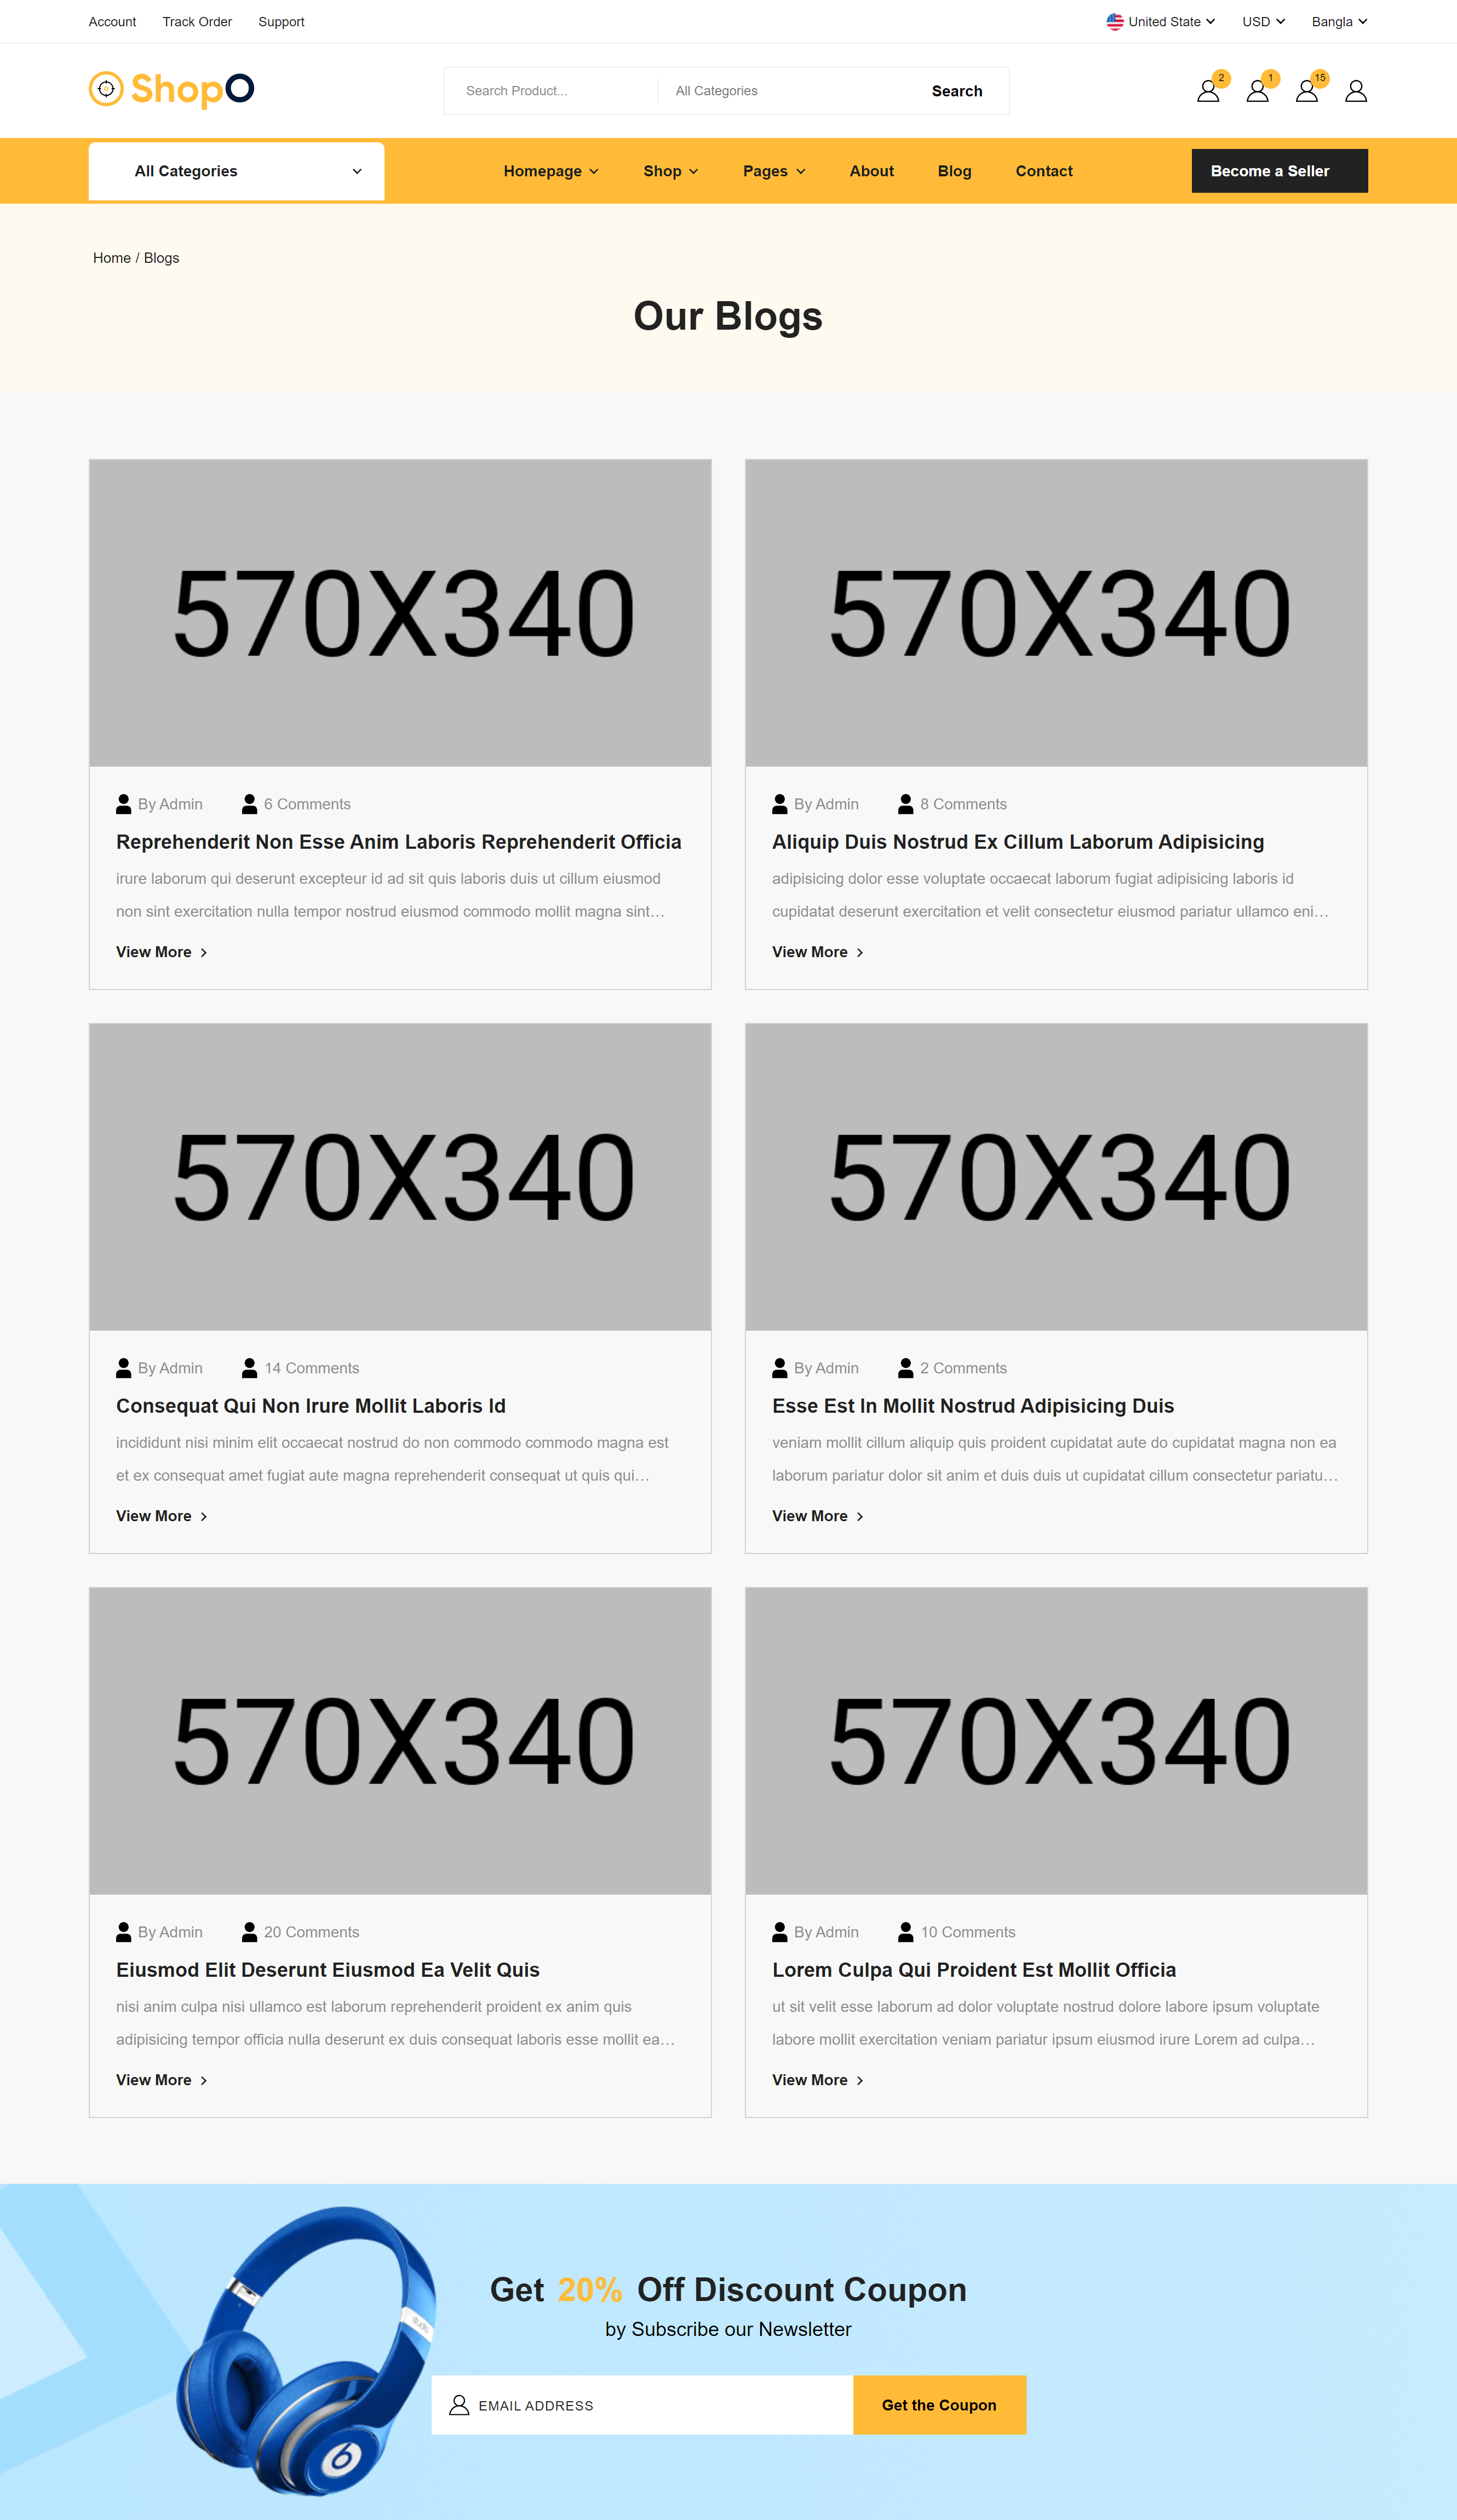 Account Track Order Support United State USD Bangla
ShopO Search Product... All Categories Search 2 1 15
All Categories Homepage Shop Pages About Blog Contact Become a Seller
Home / Blogs
Our Blogs
570X340 570X340
By Admin 6 Comments
Reprehenderit Non Esse Anim Laboris Reprehenderit Officia
irure laborum qui deserunt excepteur id ad sit quis laboris duis ut cillum eiusmod
non sint exercitation nulla tempor nostrud eiusmod commodo mollit magna sint...
View More
By Admin 8 Comments
Aliquip Duis Nostrud Ex Cillum Laborum Adipisicing
adipisicing dolor esse voluptate occaecat laborum fugiat adipisicing laboris id
cupidatat deserunt exercitation et velit consectetur eiusmod pariatur ullamco eni...
View More
570X340 570X340
By Admin 14 Comments
Consequat Qui Non Irure Mollit Laboris Id
incididunt nisi minim elit occaecat nostrud do non commodo commodo magna est
et ex consequat amet fugiat aute magna reprehenderit consequat ut quis qui...
View More
By Admin 2 Comments
Esse Est In Mollit Nostrud Adipisicing Duis
veniam mollit cillum aliquip quis proident cupidatat aute do cupidatat magna non ea
laborum pariatur dolor sit anim et duis duis ut cupidatat cillum consectetur pariatu...
View More
570X340 570X340
By Admin 20 Comments
Eiusmod Elit Deserunt Eiusmod Ea Velit Quis
nisi anim culpa nisi ullamco est laborum reprehenderit proident ex anim quis
adipisicing tempor officia nulla deserunt ex duis consequat laboris esse mollit ea...
View More
By Admin 10 Comments
Lorem Culpa Qui Proident Est Mollit Officia
ut sit velit esse laborum ad dolor voluptate nostrud dolore labore ipsum voluptate
labore mollit exercitation veniam pariatur ipsum eiusmod irure Lorem ad culpa...
View More
studio
Get 20% Off Discount Coupon
by Subscribe our Newsletter
EMAIL ADDRESS Get the Coupon